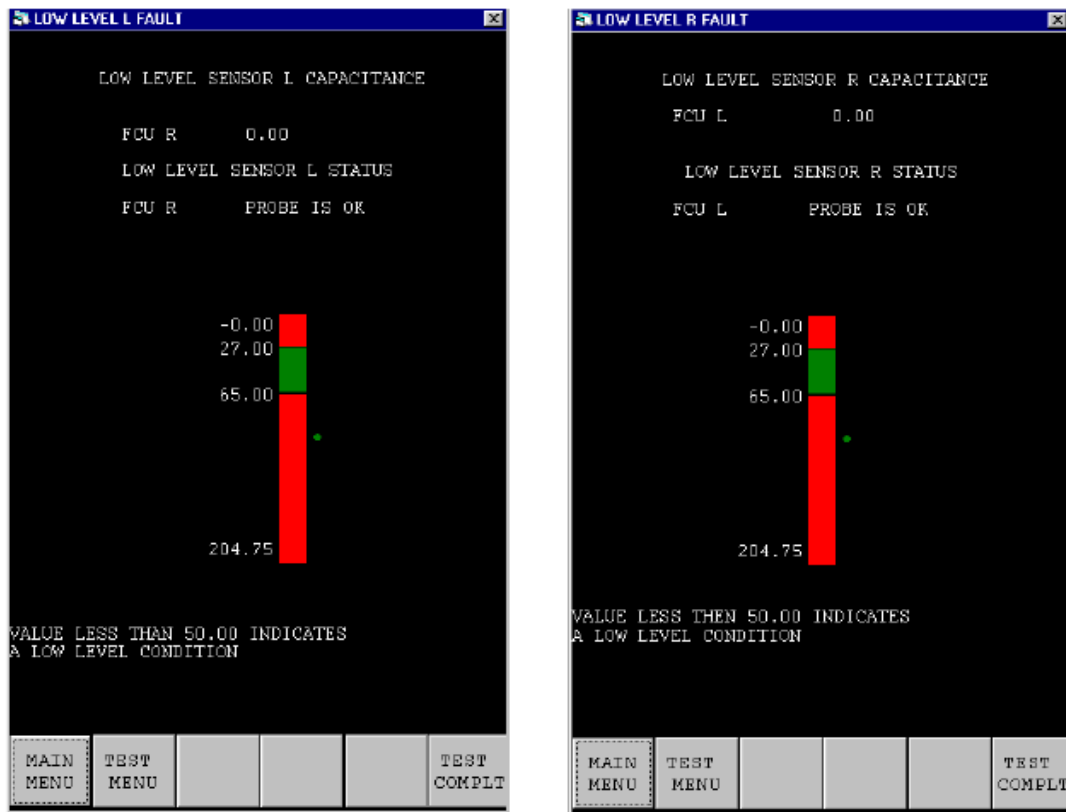 LOW LEVEL L FAULT
LOW LEVEL SENSOR L CAPACITANCE
FCU R 0.00
LOW LEVEL SENSOR L STATUS
FCU R PROBE IS OK
-0.00
27.00
65.00
204.75
VALUE LESS THAN 50.00 INDICATES
A LOW LEVEL CONDITION
MAIN MENU
TEST MENU
TEST COMPLT
LOW LEVEL R FAULT
LOW LEVEL SENSOR R CAPACITANCE
FCU L 0.00
LOW LEVEL SENSOR R STATUS
FCU L PROBE IS OK
-0.00
27.00
65.00
204.75
VALUE LESS THEN 50.00 INDICATES
A LOW LEVEL CONDITION
MAIN MENU
TEST MENU
TEST COMPLT